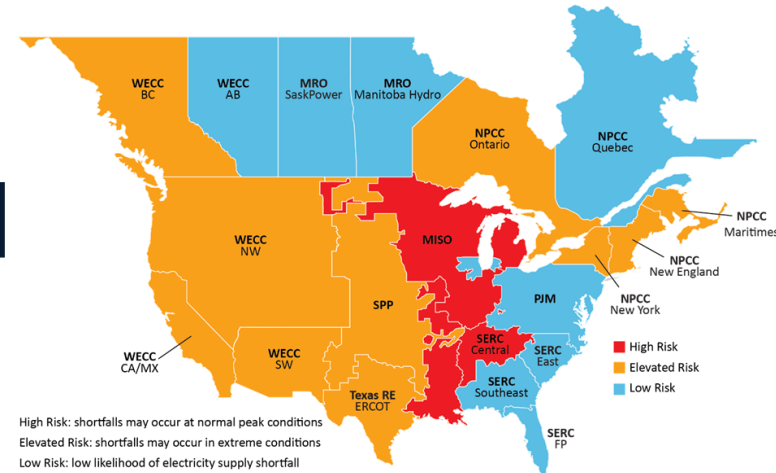 WECC
BC
WECC
AB
MRO
SaskPower
MRO
Manitoba Hydro
NPCC
Ontario
NPCC
Quebec
NPCC
Maritimes
WECC
NW
MISO
NPCC
New England
NPCC
New York
PJM
SPP
WECC
CA/MX
WECC
SW
SERC
Central
SERC
East
SERC
Southeast
Texas RE
ERCOT
SERC
FP
High Risk
Elevated Risk
Low Risk
High Risk: shortfalls may occur at normal peak conditions
Elevated Risk: shortfalls may occur in extreme conditions
Low Risk: low likelihood of electricity supply shortfall